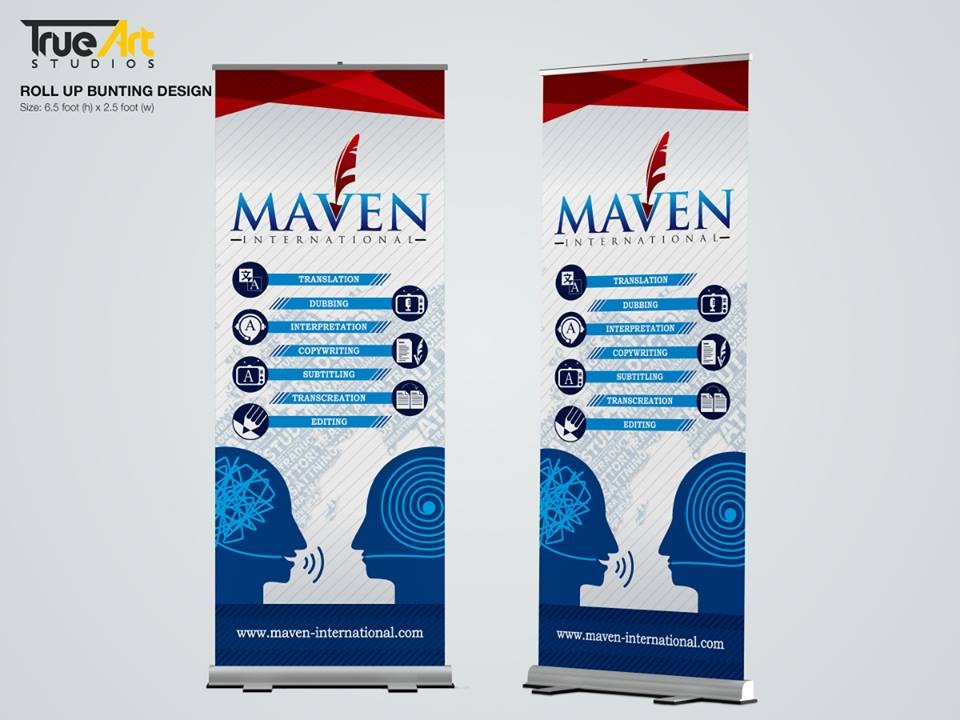 TrueArt
STUDIOS
ROLL UP BUNTING DESIGN
Size: 6.5 foot (h) x 2.5 foot (w)
MAVEN
INTERNATIONAL
文
A
TRANSLATION
DUBBING
A
INTERPRETATION
COPYWRITING
A
SUBTITLING
TRANSCREATION
EDITING
www.maven-international.com
MAVEN
INTERNATIONAL
文
A
TRANSLATION
DUBBING
A
INTERPRETATION
COPYWRITING
A
SUBTITLING
TRANSCREATION
EDITING
www.maven-international.com